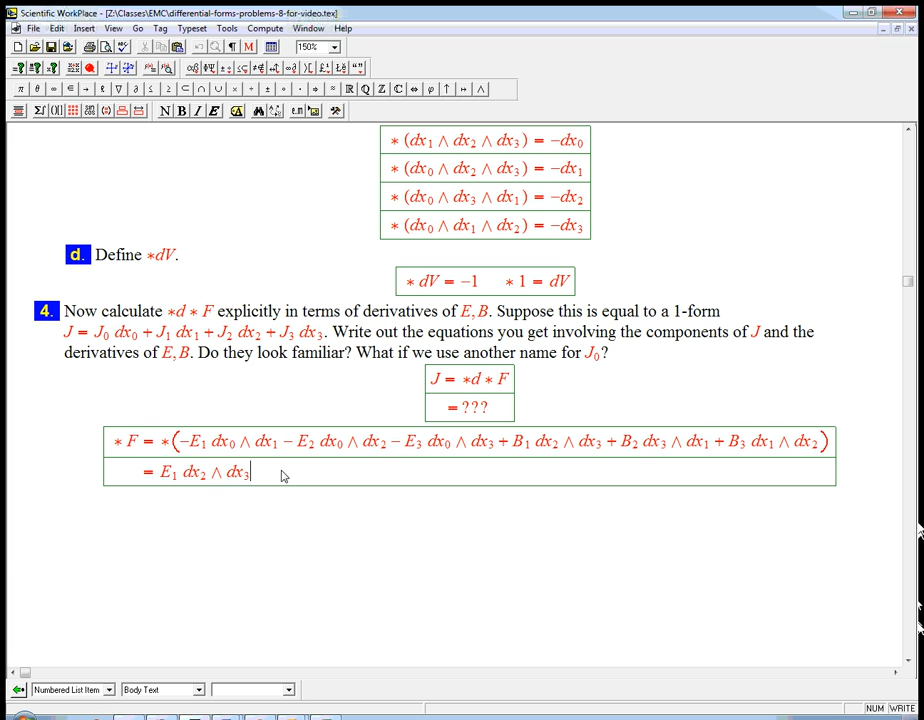 Scientific WorkPlace - [Z:\Classes\EMC\differential-forms-problems-8-for-video.tex]
File Edit Insert View Go Tag Typeset Tools Compute Window Help
150%
N B I E
∗ (dx₁ ∧ dx₂ ∧ dx₃) = −dx₀
∗ (dx₀ ∧ dx₂ ∧ dx₃) = −dx₁
∗ (dx₀ ∧ dx₃ ∧ dx₁) = −dx₂
∗ (dx₀ ∧ dx₁ ∧ dx₂) = −dx₃
d. Define ∗dV.
∗ dV = −1 ∗ 1 = dV
4. Now calculate ∗d ∗ F explicitly in terms of derivatives of E, B. Suppose this is equal to a 1-form
J = J₀ dx₀ + J₁ dx₁ + J₂ dx₂ + J₃ dx₃. Write out the equations you get involving the components of J and the
derivatives of E, B. Do they look familiar? What if we use another name for J₀?
J = ∗d ∗ F
= ???
∗ F = ∗(−E₁ dx₀ ∧ dx₁ − E₂ dx₀ ∧ dx₂ − E₃ dx₀ ∧ dx₃ + B₁ dx₂ ∧ dx₃ + B₂ dx₃ ∧ dx₁ + B₃ dx₁ ∧ dx₂)
= E₁ dx₂ ∧ dx₃
Numbered List Item Body Text
NUM WRITE